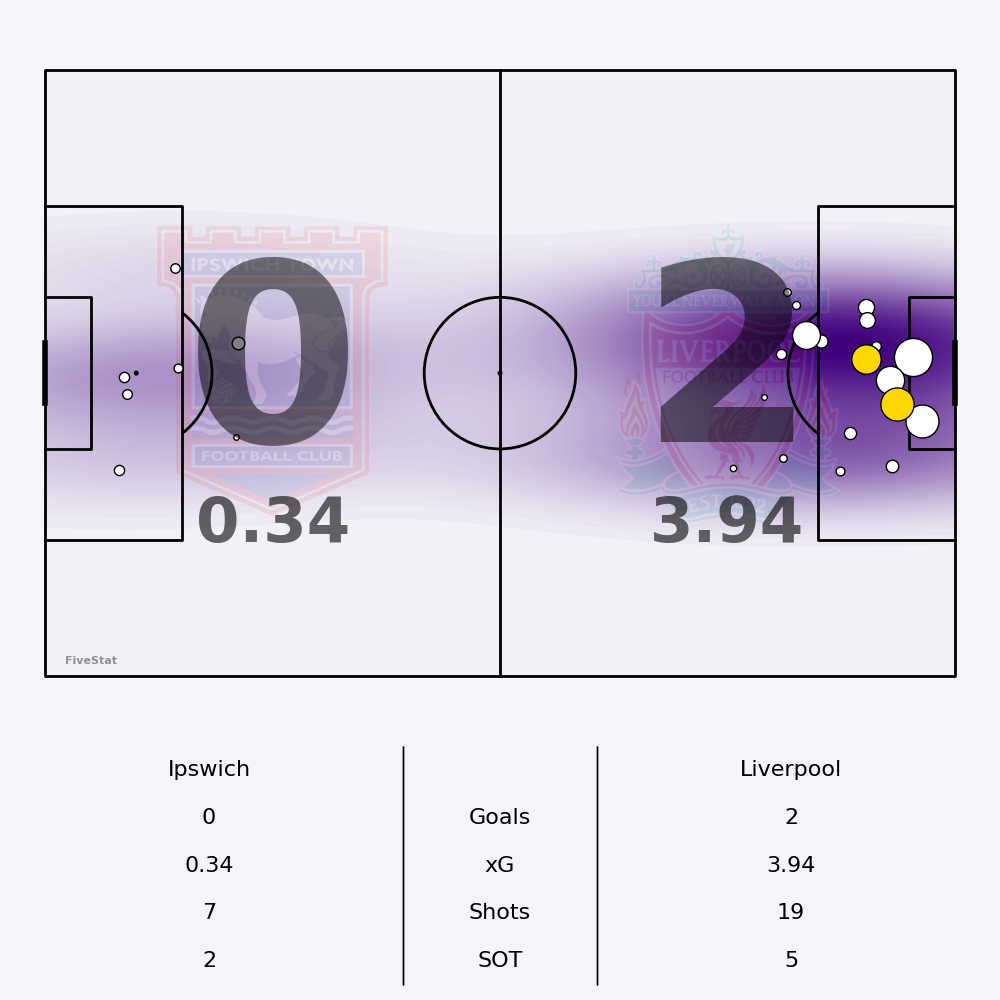 IPSWICH TOWN
FOOTBALL CLUB
0
0.34
YOU'LL NEVER WALK ALONE
LIVERPOOL
FOOTBALL CLUB
2
3.94
FiveStat
Ipswich Liverpool
0 Goals 2
0.34 xG 3.94
7 Shots 19
2 SOT 5